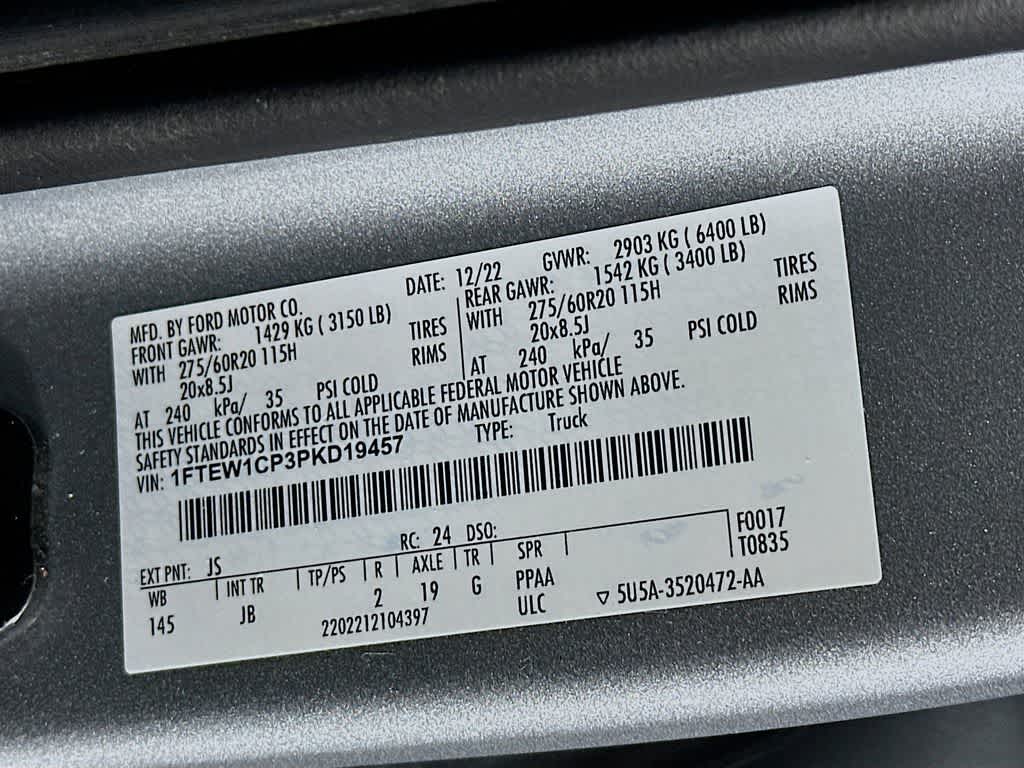 MFD. BY FORD MOTOR CO. DATE: 12/22 GVWR: 2903 KG ( 6400 LB)
FRONT GAWR: 1429 KG ( 3150 LB) REAR GAWR: 1542 KG ( 3400 LB)
WITH 275/60R20 115H TIRES WITH 275/60R20 115H TIRES
20x8.5J RIMS 20x8.5J RIMS
AT 240 kPa/ 35 PSI COLD AT 240 kPa/ 35 PSI COLD
THIS VEHICLE CONFORMS TO ALL APPLICABLE FEDERAL MOTOR VEHICLE
SAFETY STANDARDS IN EFFECT ON THE DATE OF MANUFACTURE SHOWN ABOVE.
VIN: 1FTEW1CP3PKD19457 TYPE: Truck
EXT PNT: JS RC: 24 DSO: F0017
WB INT TR TP/PS R AXLE TR SPR T0835
145 JB 2 19 G PPAA
2202212104397 ULC ▽ 5U5A-3520472-AA